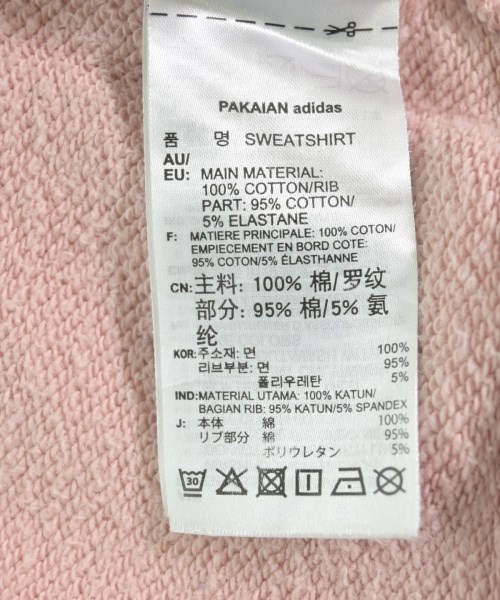 PAKAIAN adidas
품 명 SWEATSHIRT
AU/
EU: MAIN MATERIAL:
100% COTTON/RIB
PART: 95% COTTON/
5% ELASTANE
F: MATIERE PRINCIPALE: 100% COTON/
EMPIECEMENT EN BORD COTE:
95% COTON/5% ÉLASTHANNE
CN: 主料: 100% 棉/罗纹
部分: 95% 棉/5% 氨
纶
KOR: 주소재: 면 100%
리브부분: 면 95%
폴리우레탄 5%
IND: MATERIAL UTAMA: 100% KATUN/
BAGIAN RIB: 95% KATUN/5% SPANDEX
J: 本体 綿 100%
リブ部分 綿 95%
ポリウレタン 5%
30